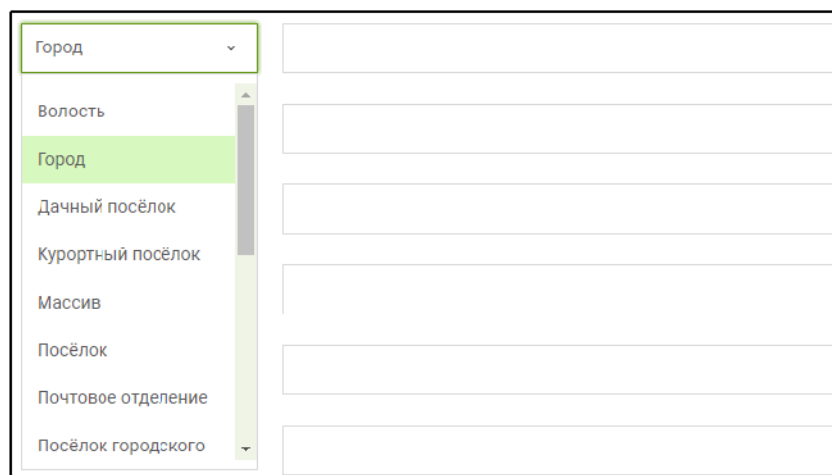 Город
Волость
Город
Дачный посёлок
Курортный посёлок
Массив
Посёлок
Почтовое отделение
Посёлок городского